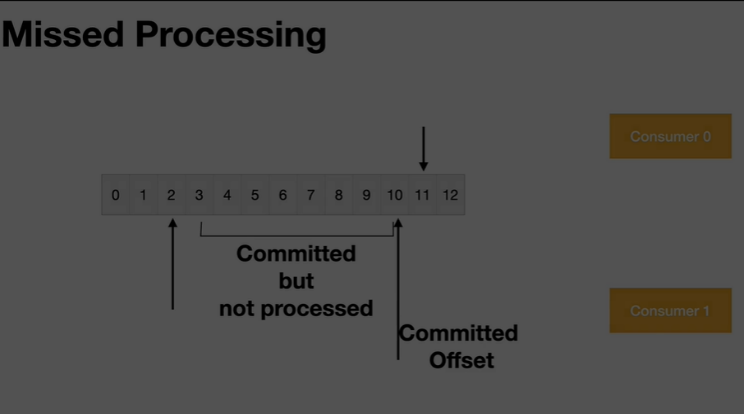 Missed Processing
Consumer 0
0 1 2 3 4 5 6 7 8 9 10 11 12
Committed
but
not processed
Consumer 1
Committed
Offset